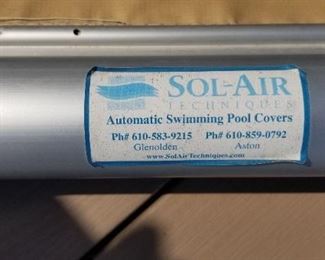 SOL-AIR
TECHNIQUES
Automatic Swimming Pool Covers
Ph# 610-583-9215 Ph# 610-859-0792
Glenolden Aston
www.SolAirTechniques.com